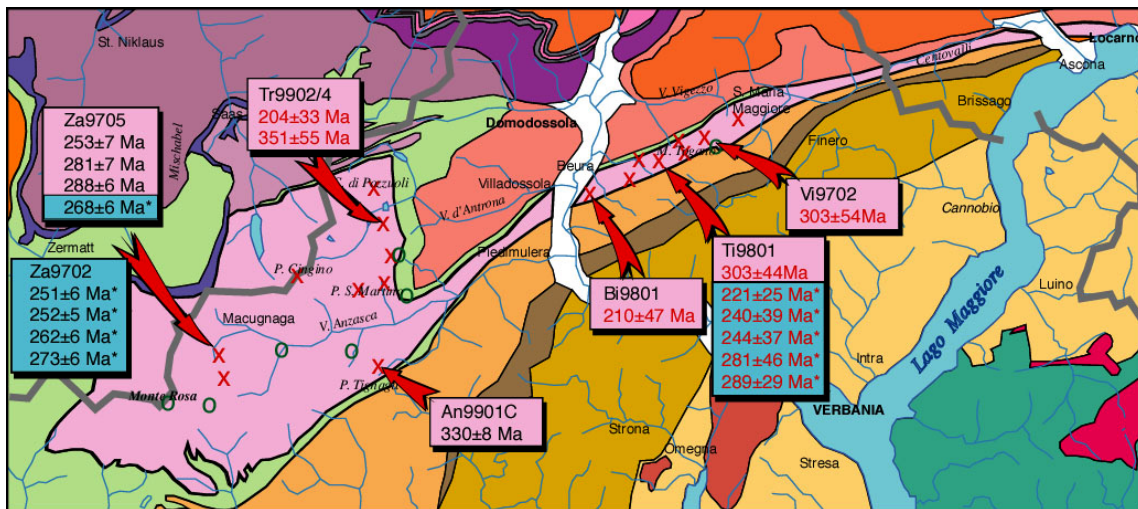 St. Niklaus
Saas
Mischabel
Zermatt
Za9705
253±7 Ma
281±7 Ma
288±6 Ma
268±6 Ma*
Za9702
251±6 Ma*
252±5 Ma*
262±6 Ma*
273±6 Ma*
Tr9902/4
204±33 Ma
351±55 Ma
di Pozzuoli
P. Cingino
P. S. Martino
Macugnaga
V. Anzasca
Monte Rosa
P. Tignaga
An9901C
330±8 Ma
Domodossola
Villadossola
V. d'Antrona
Piedimulera
Beura
V. Vigezzo
S. Maria
Maggiore
Centovalli
Locarno
Ascona
Brissago
Finero
Cannobio
Vi9702
303±54Ma
Ti9801
303±44Ma
221±25 Ma*
240±39 Ma*
244±37 Ma*
281±46 Ma*
289±29 Ma*
Bi9801
210±47 Ma
Luino
Lago Maggiore
Intra
VERBANIA
Strona
Omegna
Stresa